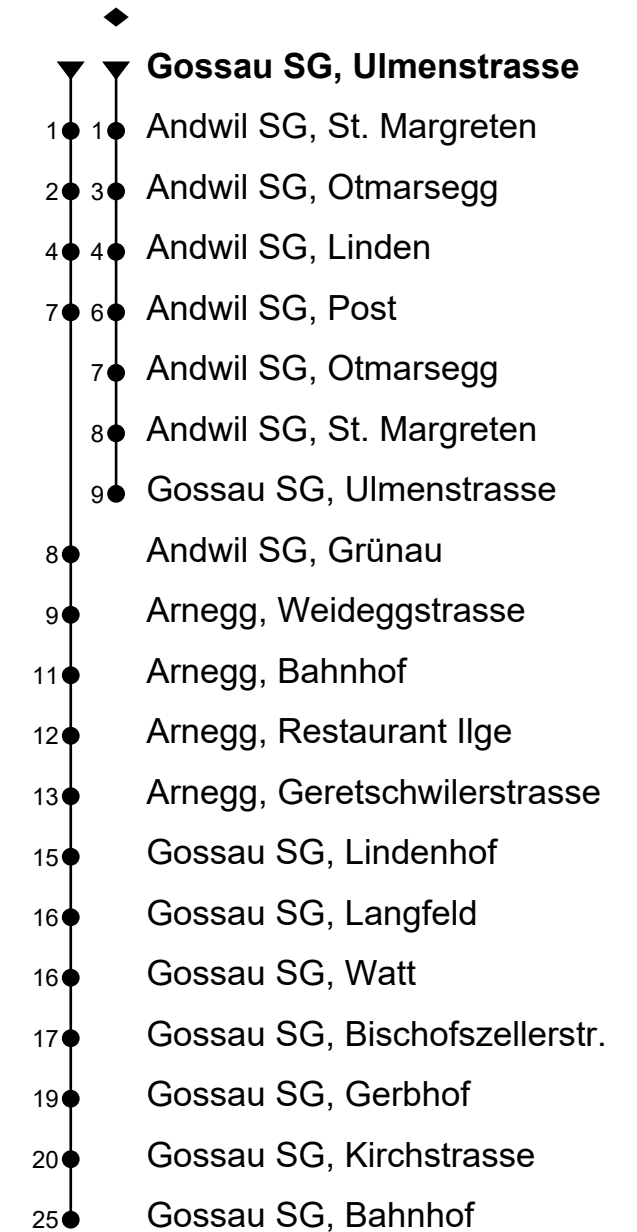 Gossau SG, Ulmenstrasse
1 1 Andwil SG, St. Margreten
2 3 Andwil SG, Otmarsegg
4 4 Andwil SG, Linden
7 6 Andwil SG, Post
7 Andwil SG, Otmarsegg
8 Andwil SG, St. Margreten
9 Gossau SG, Ulmenstrasse
8 Andwil SG, Grünau
9 Arnegg, Weideggstrasse
11 Arnegg, Bahnhof
12 Arnegg, Restaurant Ilge
13 Arnegg, Geretschwilerstrasse
15 Gossau SG, Lindenhof
16 Gossau SG, Langfeld
16 Gossau SG, Watt
17 Gossau SG, Bischofszellerstr.
19 Gossau SG, Gerbhof
20 Gossau SG, Kirchstrasse
25 Gossau SG, Bahnhof